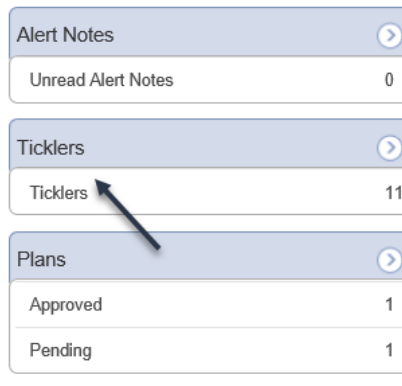 Alert Notes
Unread Alert Notes 0
Ticklers
Ticklers 11
Plans
Approved 1
Pending 1